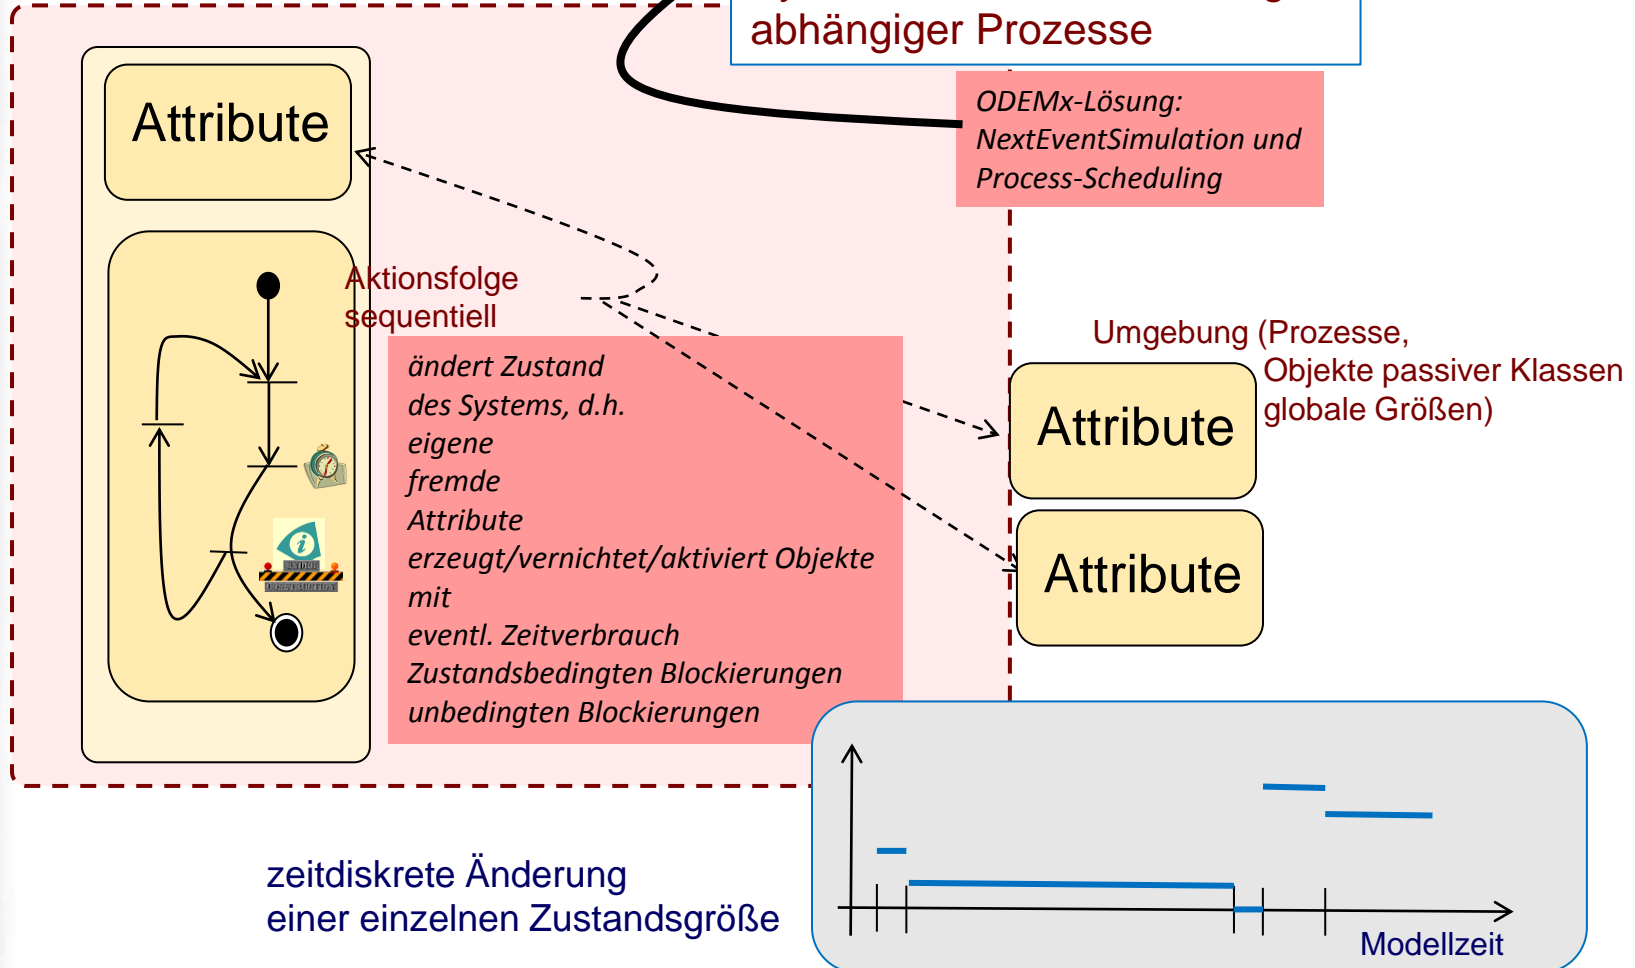 abhängiger Prozesse
ODEMx-Lösung:
NextEventSimulation und
Process-Scheduling
Attribute
Aktionsfolge
sequentiell
ändert Zustand
des Systems, d.h.
eigene
fremde
Attribute
erzeugt/vernichtet/aktiviert Objekte
mit
eventl. Zeitverbrauch
Zustandsbedingten Blockierungen
unbedingten Blockierungen
Umgebung (Prozesse,
Objekte passiver Klassen
globale Größen)
Attribute
Attribute
i
UNDER
CONSTRUCTION
zeitdiskrete Änderung
einer einzelnen Zustandsgröße
Modellzeit